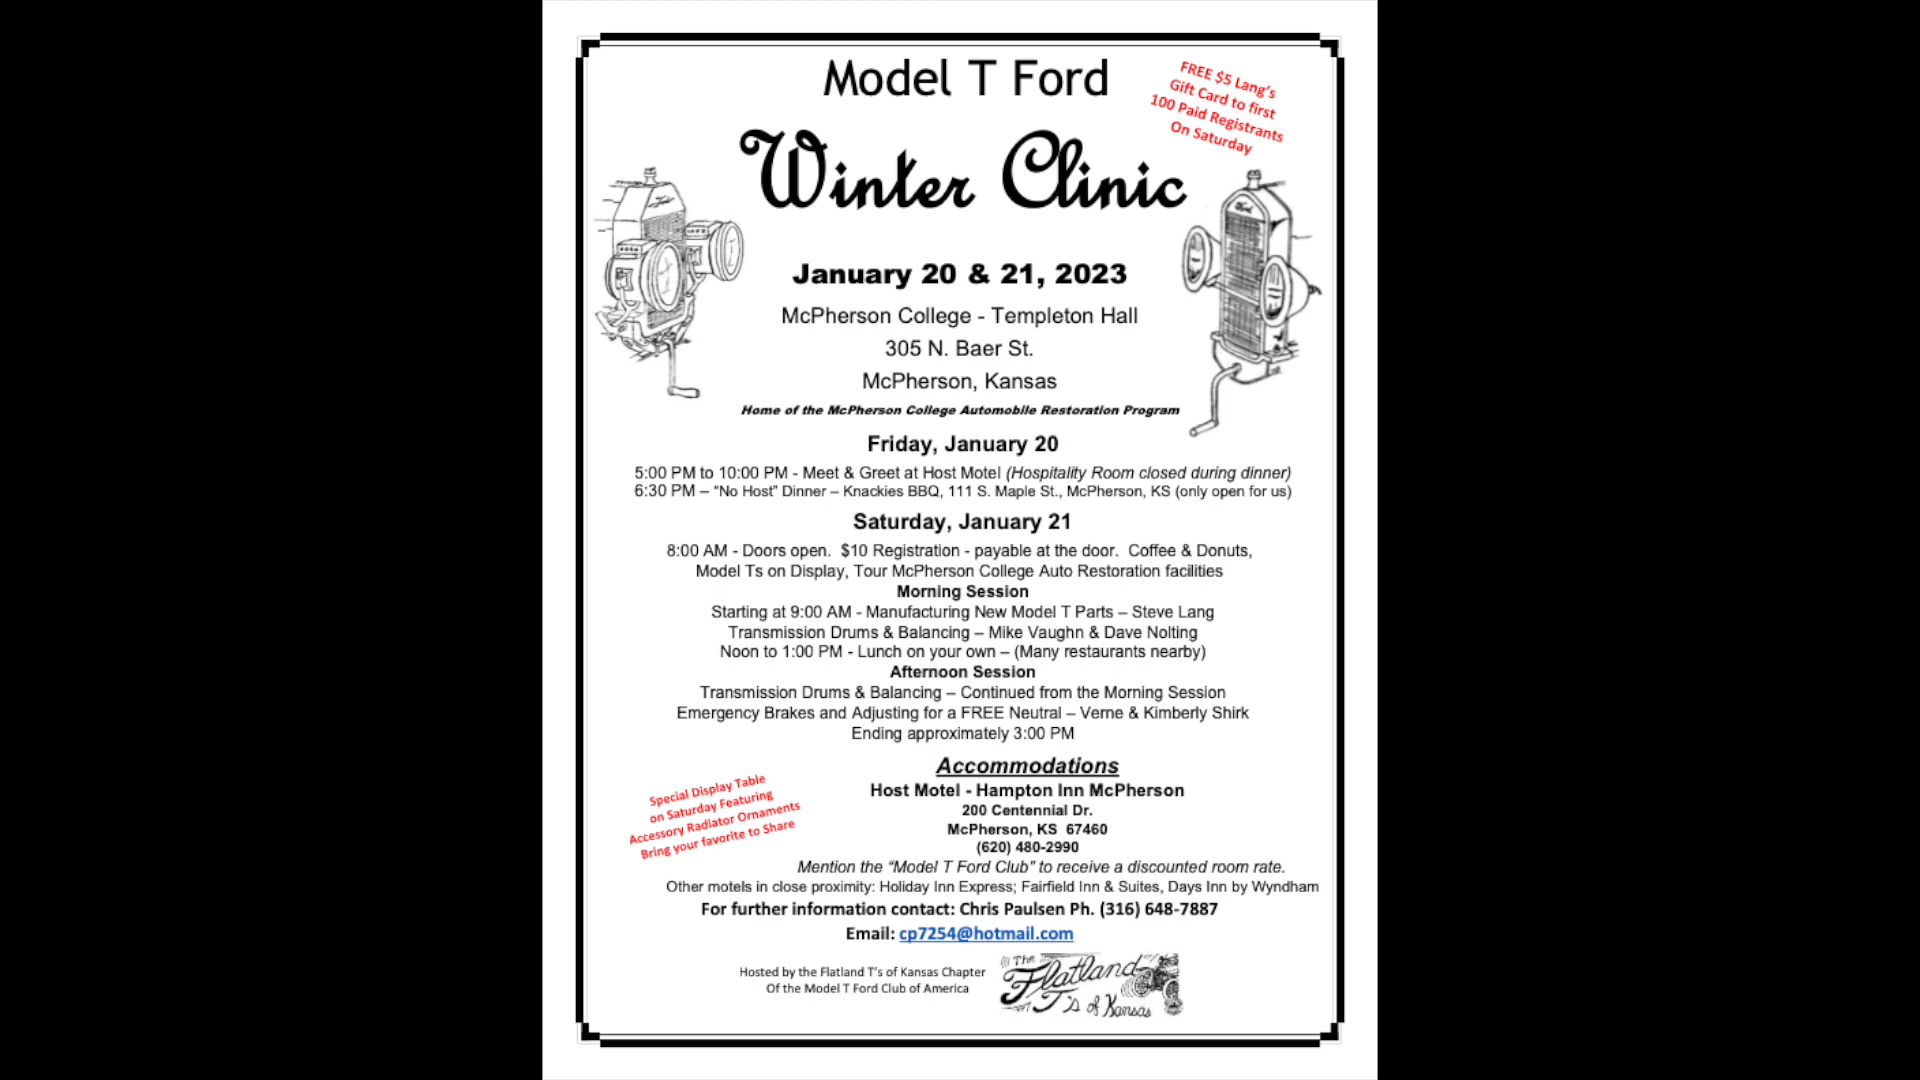 Model T Ford
FREE $5 Lang's
Gift Card to first
100 Paid Registrants
On Saturday
Winter Clinic
January 20 & 21, 2023
McPherson College - Templeton Hall
305 N. Baer St.
McPherson, Kansas
Home of the McPherson College Automobile Restoration Program
Friday, January 20
5:00 PM to 10:00 PM - Meet & Greet at Host Motel (Hospitality Room closed during dinner)
6:30 PM – “No Host” Dinner – Knackies BBQ, 111 S. Maple St., McPherson, KS (only open for us)
Saturday, January 21
8:00 AM - Doors open. $10 Registration - payable at the door. Coffee & Donuts,
Model Ts on Display, Tour McPherson College Auto Restoration facilities
Morning Session
Starting at 9:00 AM - Manufacturing New Model T Parts – Steve Lang
Transmission Drums & Balancing – Mike Vaughn & Dave Nolting
Noon to 1:00 PM - Lunch on your own – (Many restaurants nearby)
Afternoon Session
Transmission Drums & Balancing – Continued from the Morning Session
Emergency Brakes and Adjusting for a FREE Neutral – Verne & Kimberly Shirk
Ending approximately 3:00 PM
Special Display Table
on Saturday Featuring
Accessory Radiator Ornaments
Bring your favorite to Share
Accommodations
Host Motel - Hampton Inn McPherson
200 Centennial Dr.
McPherson, KS 67460
(620) 480-2990
Mention the “Model T Ford Club” to receive a discounted room rate.
Other motels in close proximity: Holiday Inn Express; Fairfield Inn & Suites, Days Inn by Wyndham
For further information contact: Chris Paulsen Ph. (316) 648-7887
Email: cp7254@hotmail.com
Hosted by the Flatland T's of Kansas Chapter
Of the Model T Ford Club of America
The
Flatland
T's of Kansas